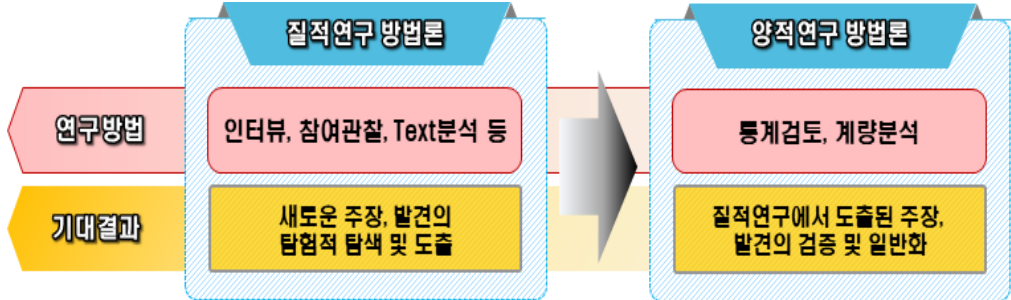 질적연구 방법론
양적연구 방법론
연구방법
인터뷰, 참여관찰, Text분석 등
통계검토, 계량분석
기대결과
새로운 주장, 발견의
탐험적 탐색 및 도출
질적연구에서 도출된 주장,
발견의 검증 및 일반화